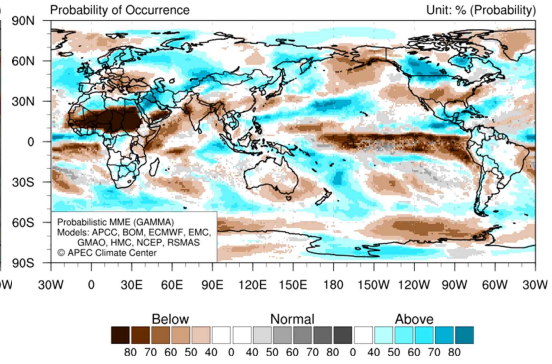 Probability of Occurrence Unit: % (Probability)
90N
60N
30N
0
30S
60S
90S
Probabilistic MME (GAMMA)
Models: APCC, BOM, ECMWF, EMC,
GMAO, HMC, NCEP, RSMAS
© APEC Climate Center
0W 30W 0 30E 60E 90E 120E 150E 180 150W 120W 90W 60W 30W
Below Normal Above
80 70 60 50 40 0 40 50 60 70 80 0 40 50 60 70 80